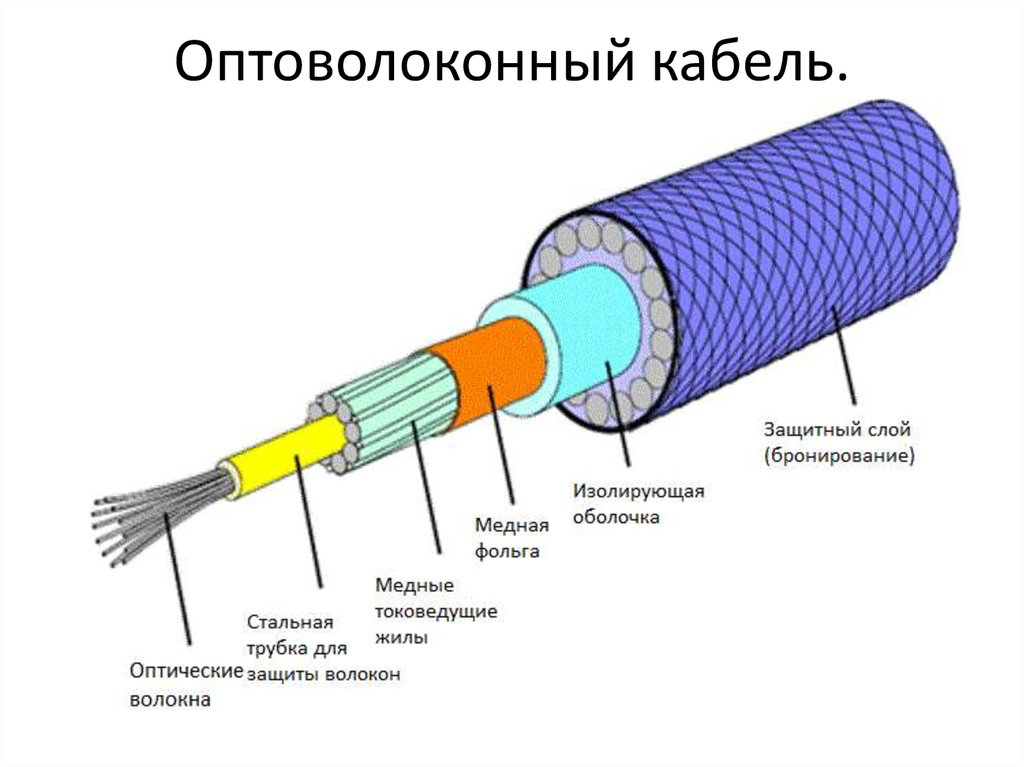 Оптоволоконный кабель.
Защитный слой
(бронирование)
Изолирующая
оболочка
Медная
фольга
Медные
токоведущие
жилы
Стальная
трубка для
защиты волокон
Оптические
волокна